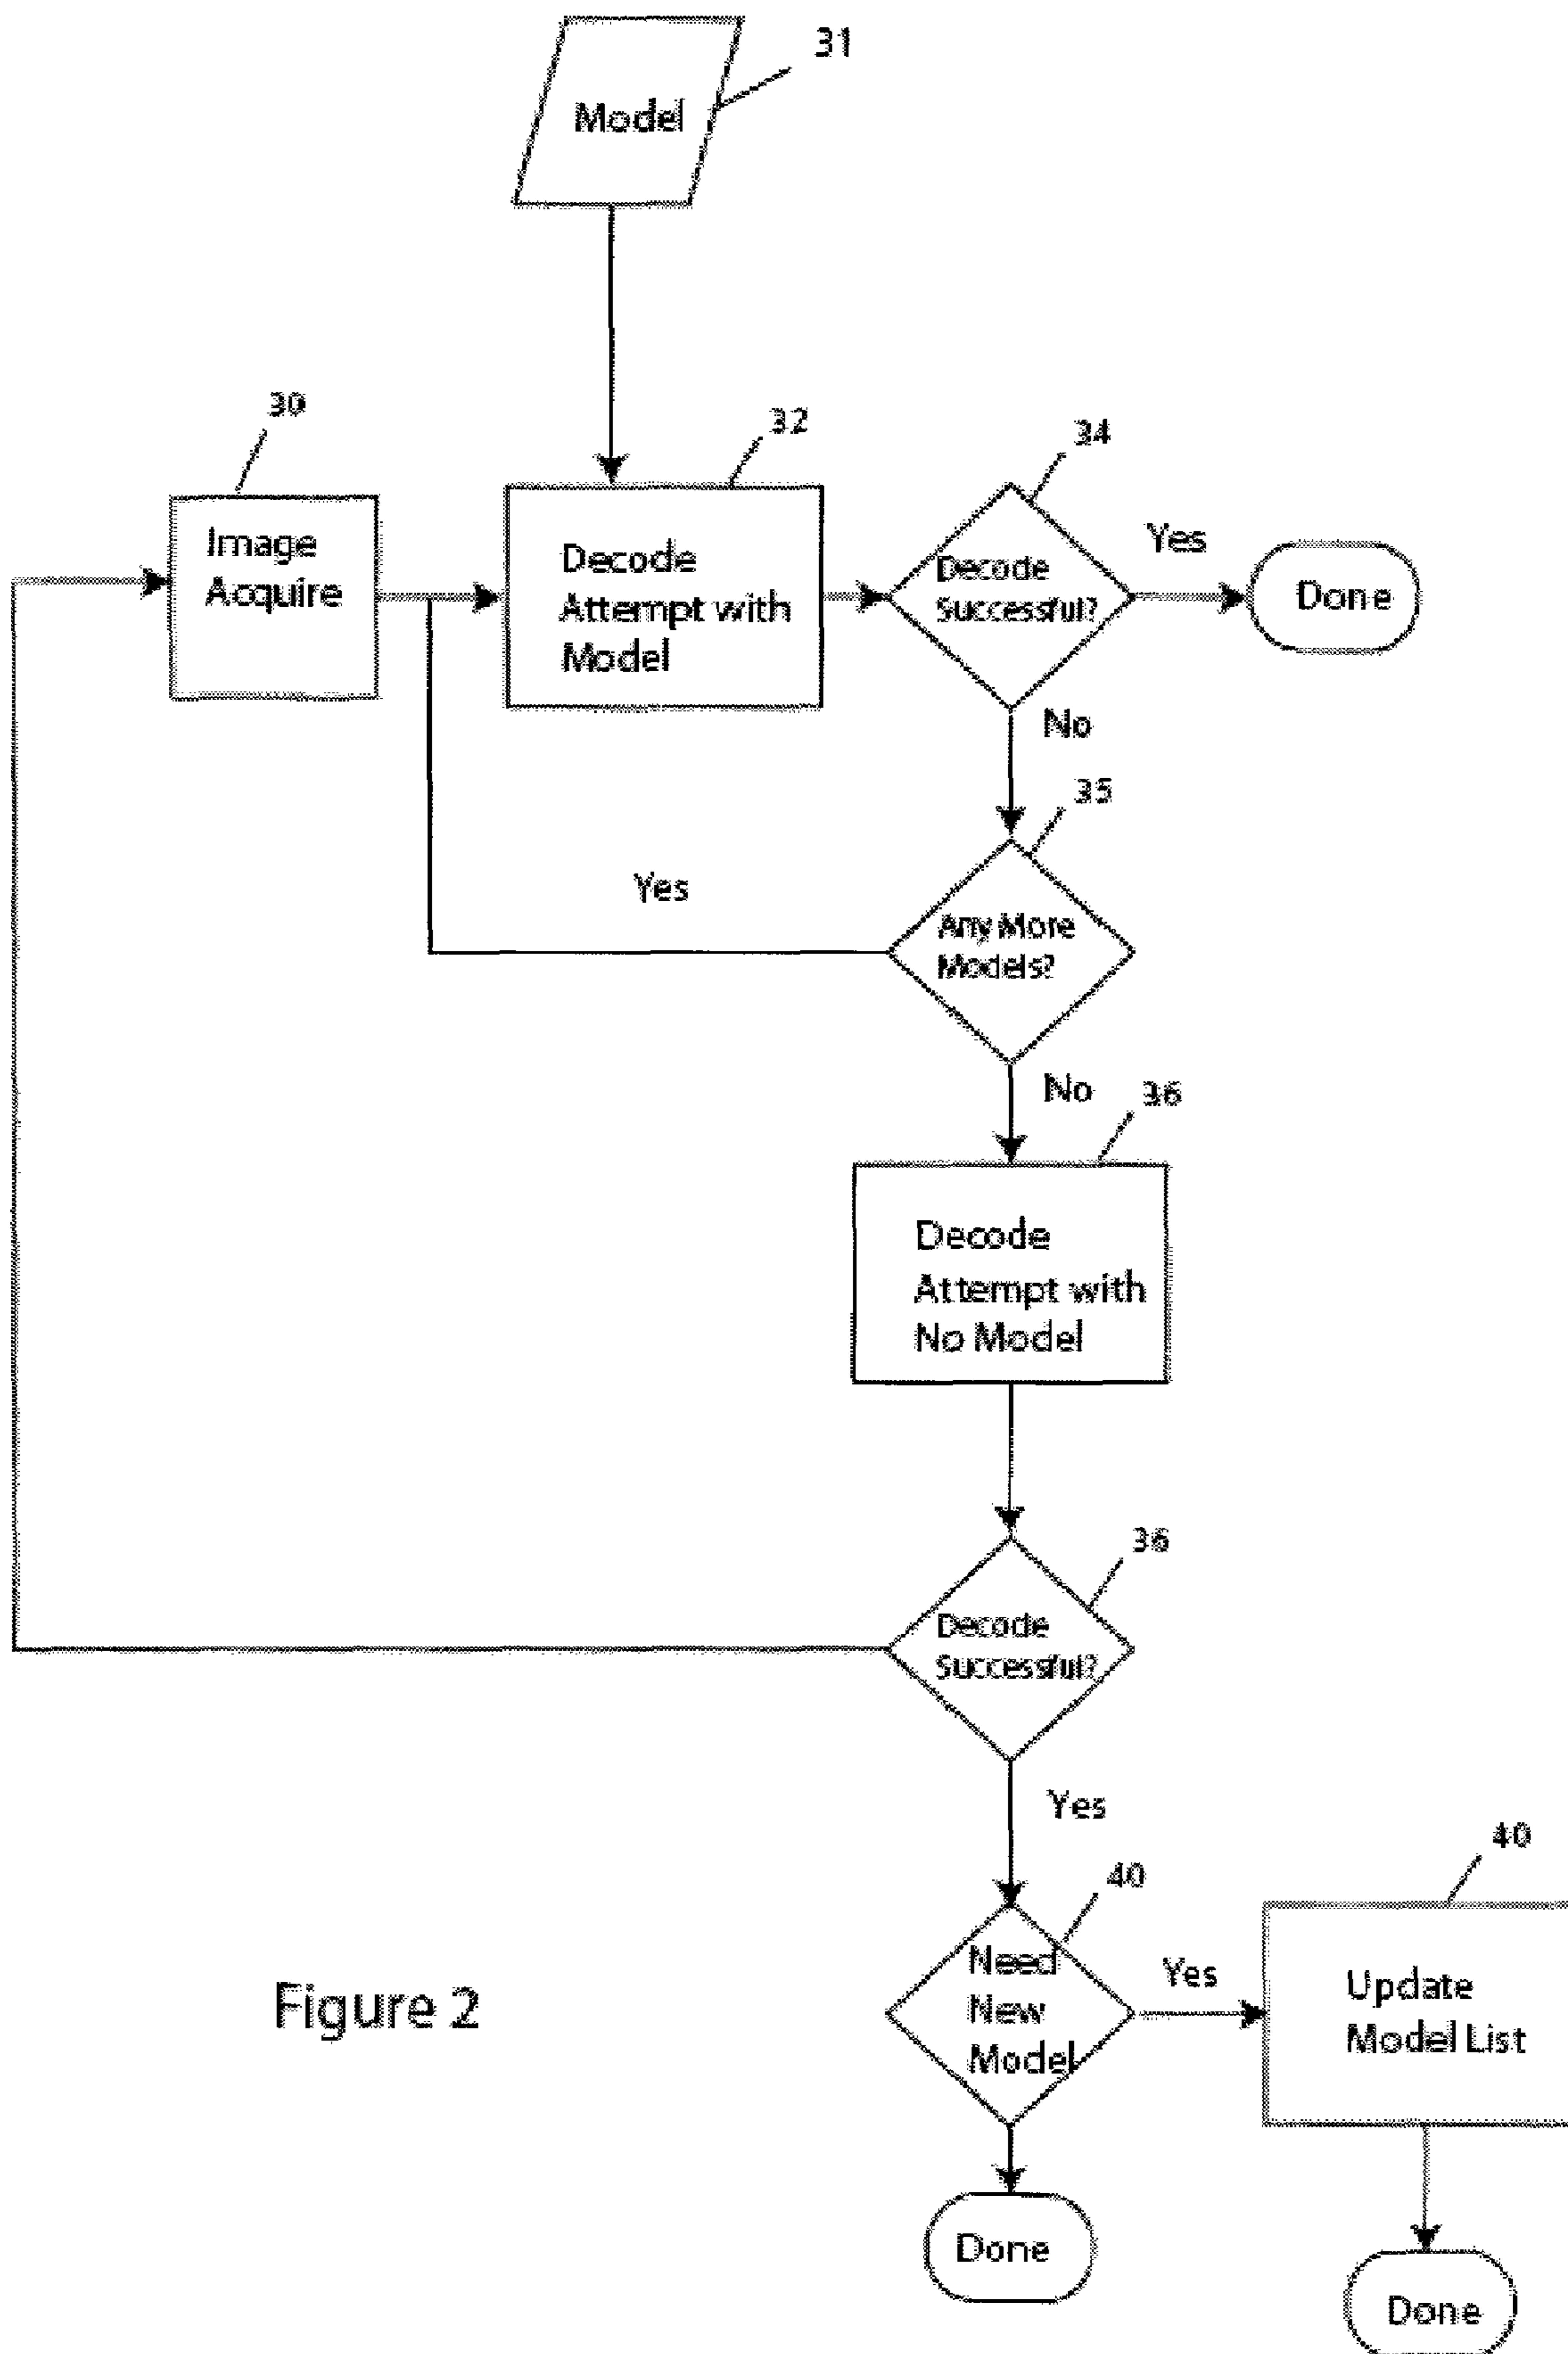 31
Model
30
32
34
Image
Acquire
Decode
Attempt with
Model
Decode
Successful?
Yes
Done
No
35
Yes
Any More
Models?
No
36
Decode
Attempt with
No Model
36
Decode
Successful?
Yes
40
40
Need
New
Model
Yes
Update
Model List
Figure 2
Done
Done